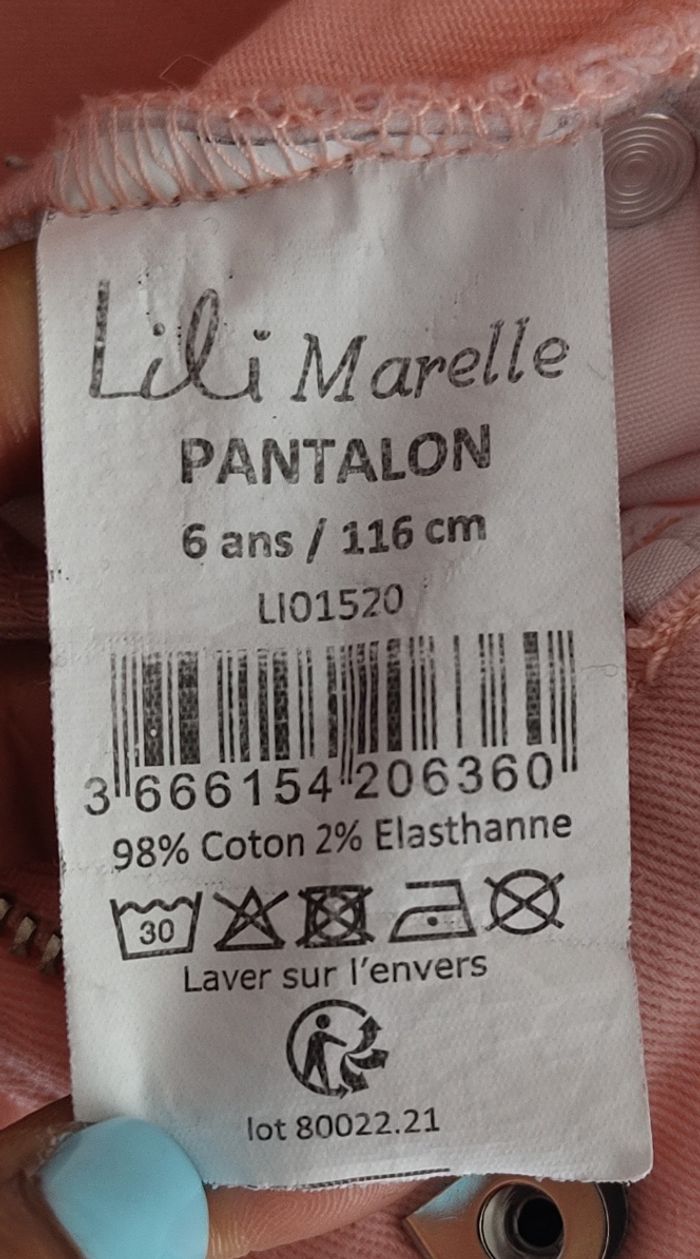 Lili Marelle
PANTALON
6 ans / 116 cm
LI01520
3 666154 206360
98% Coton 2% Elasthanne
30
Laver sur l'envers
lot 80022.21